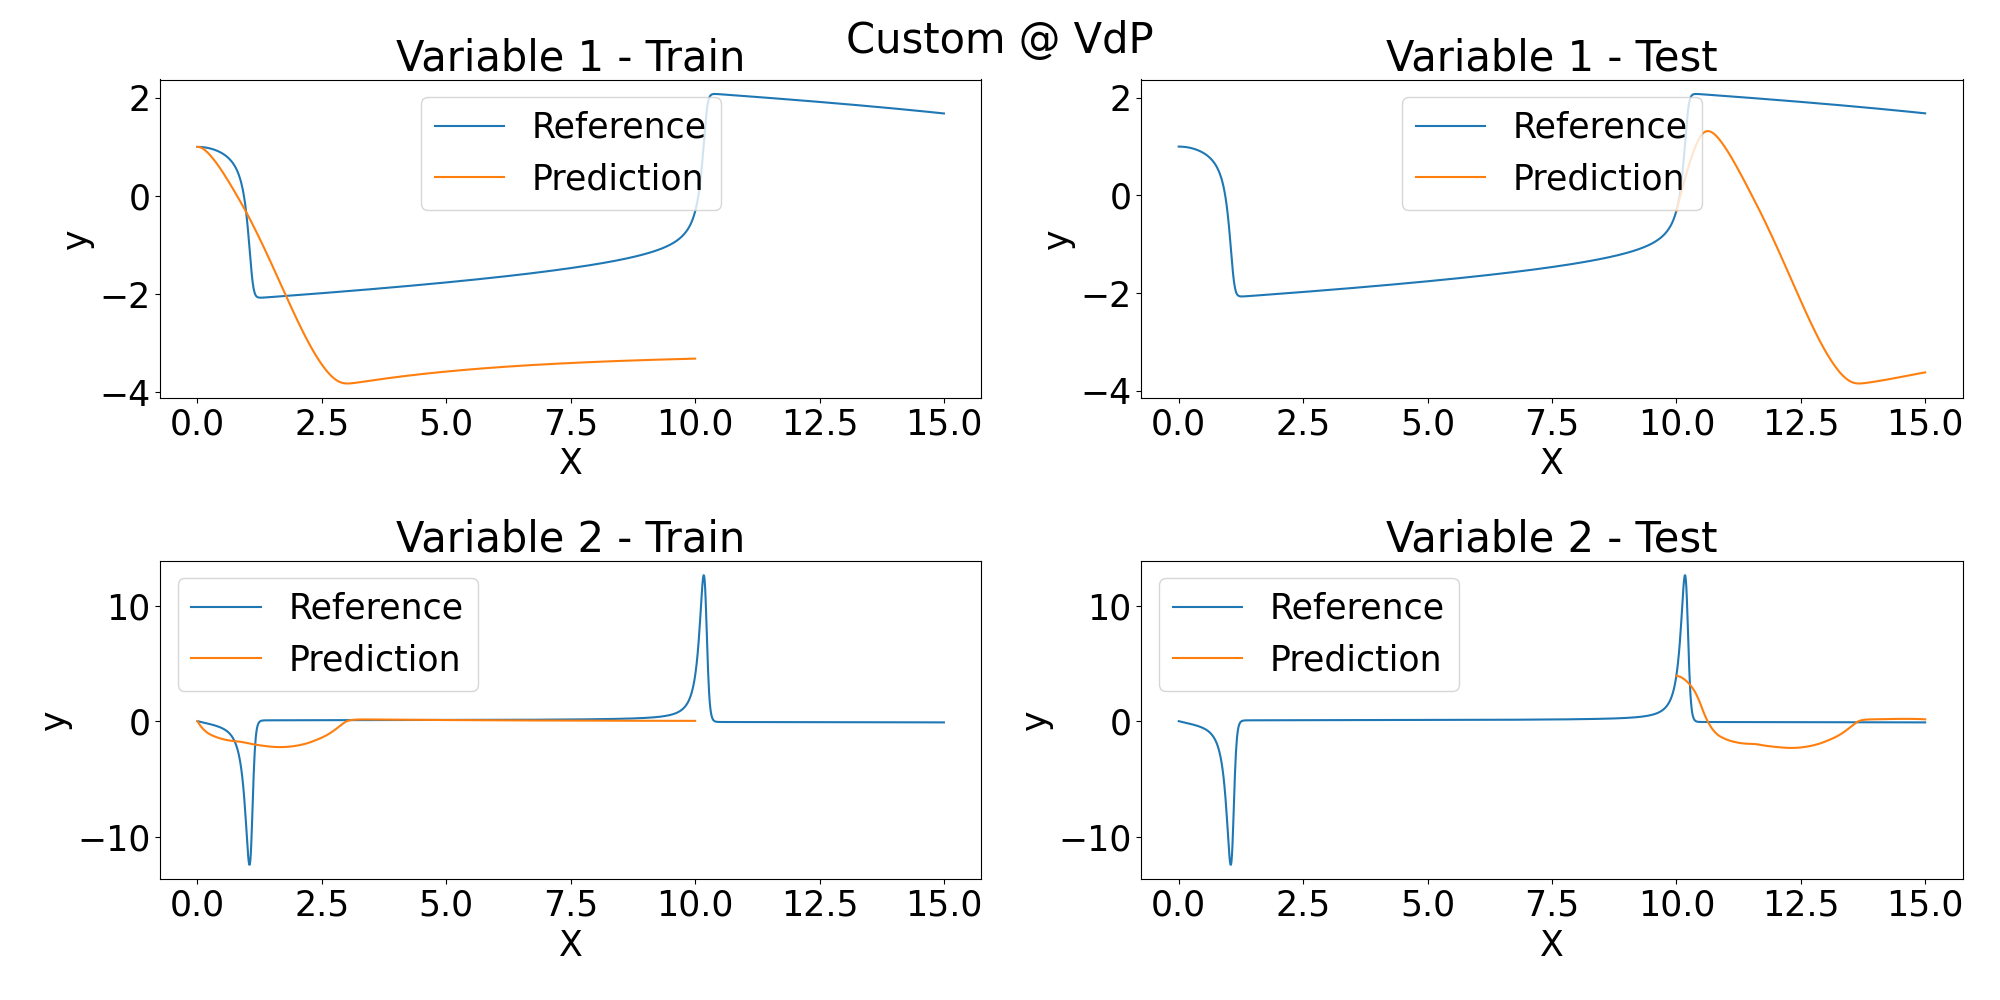 Custom @ VdP
Variable 1 - Train
2
0
−2
−4
y
Reference
Prediction
0.0 2.5 5.0 7.5 10.0 12.5 15.0
X
Variable 1 - Test
2
0
−2
−4
y
Reference
Prediction
0.0 2.5 5.0 7.5 10.0 12.5 15.0
X
Variable 2 - Train
10
0
−10
y
Reference
Prediction
0.0 2.5 5.0 7.5 10.0 12.5 15.0
X
Variable 2 - Test
10
0
−10
y
Reference
Prediction
0.0 2.5 5.0 7.5 10.0 12.5 15.0
X